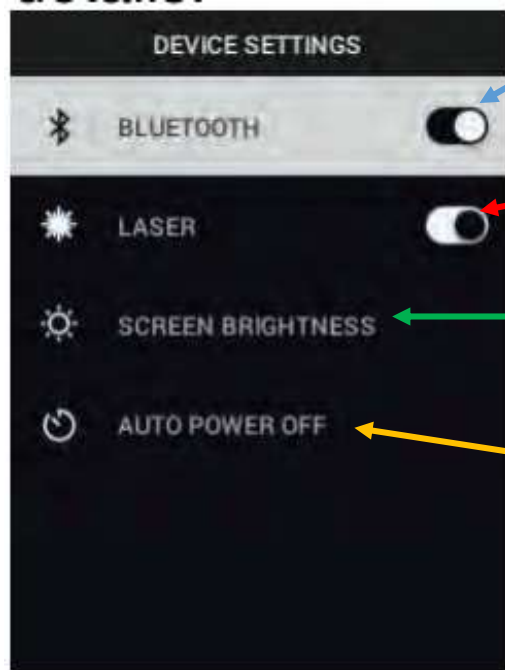 DEVICE SETTINGS
BLUETOOTH
LASER
SCREEN BRIGHTNESS
AUTO POWER OFF